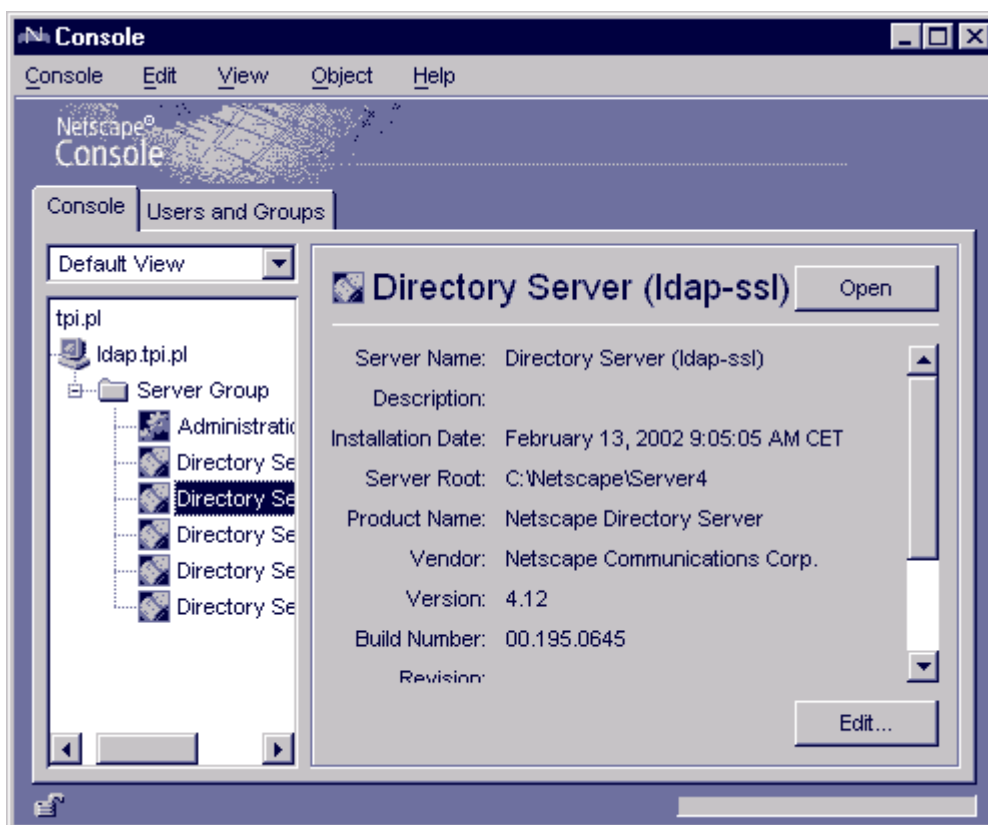 Console
Console Edit View Object Help
Netscape®
Console
Console Users and Groups
Default View
tpi.pl
ldap.tpi.pl
Server Group
Administratio
Directory Se
Directory Se
Directory Se
Directory Se
Directory Se
Directory Server (ldap-ssl) Open
Server Name: Directory Server (ldap-ssl)
Description:
Installation Date: February 13, 2002 9:05:05 AM CET
Server Root: C:\Netscape\Server4
Product Name: Netscape Directory Server
Vendor: Netscape Communications Corp.
Version: 4.12
Build Number: 00.195.0645
Revision:
Edit...